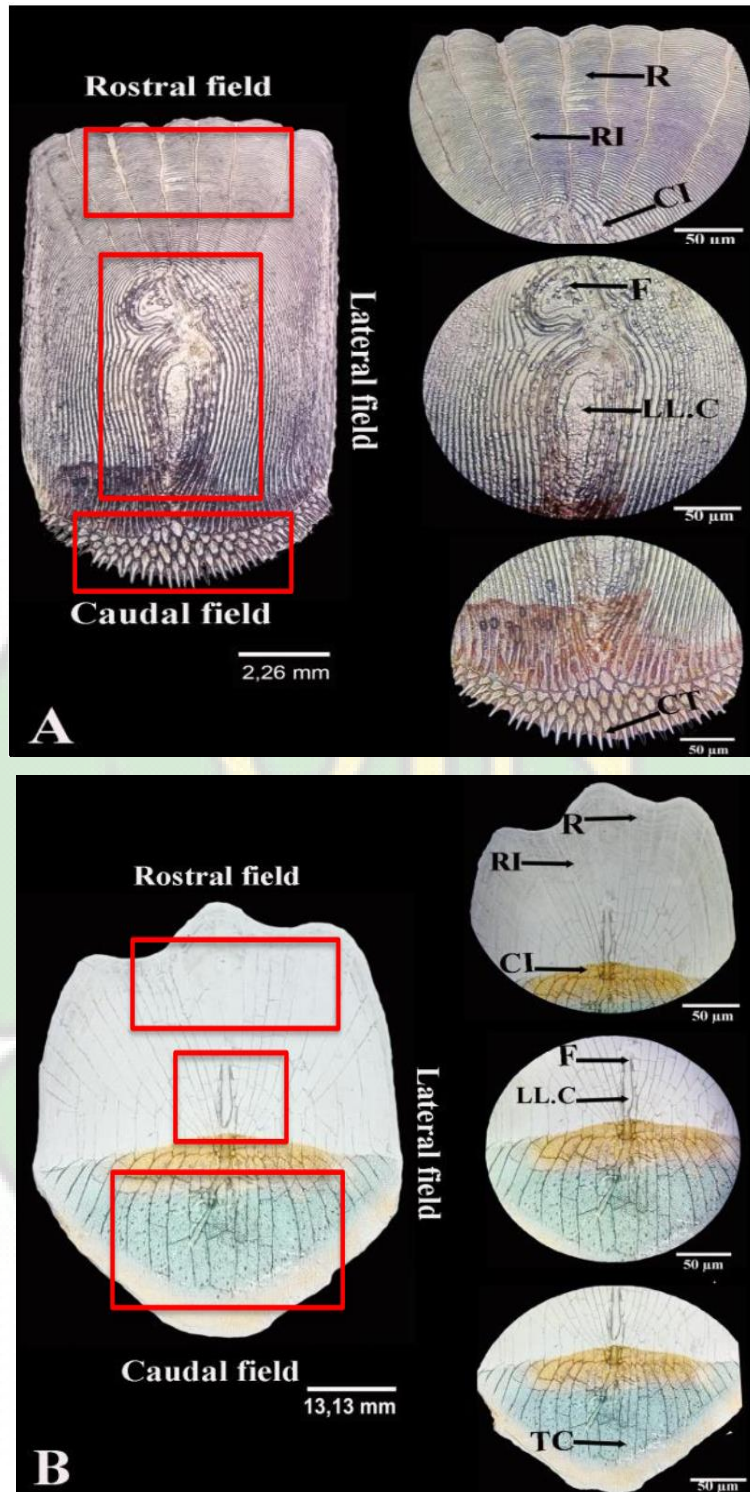 Rostral field
R
RI
CI
50 µm
F
LL.C
50 µm
Lateral field
Caudal field
2,26 mm
CT
50 µm
A
Rostral field
R
RI
CI
50 µm
F
LL.C
50 µm
Lateral field
Caudal field
13,13 mm
TC
50 µm
B